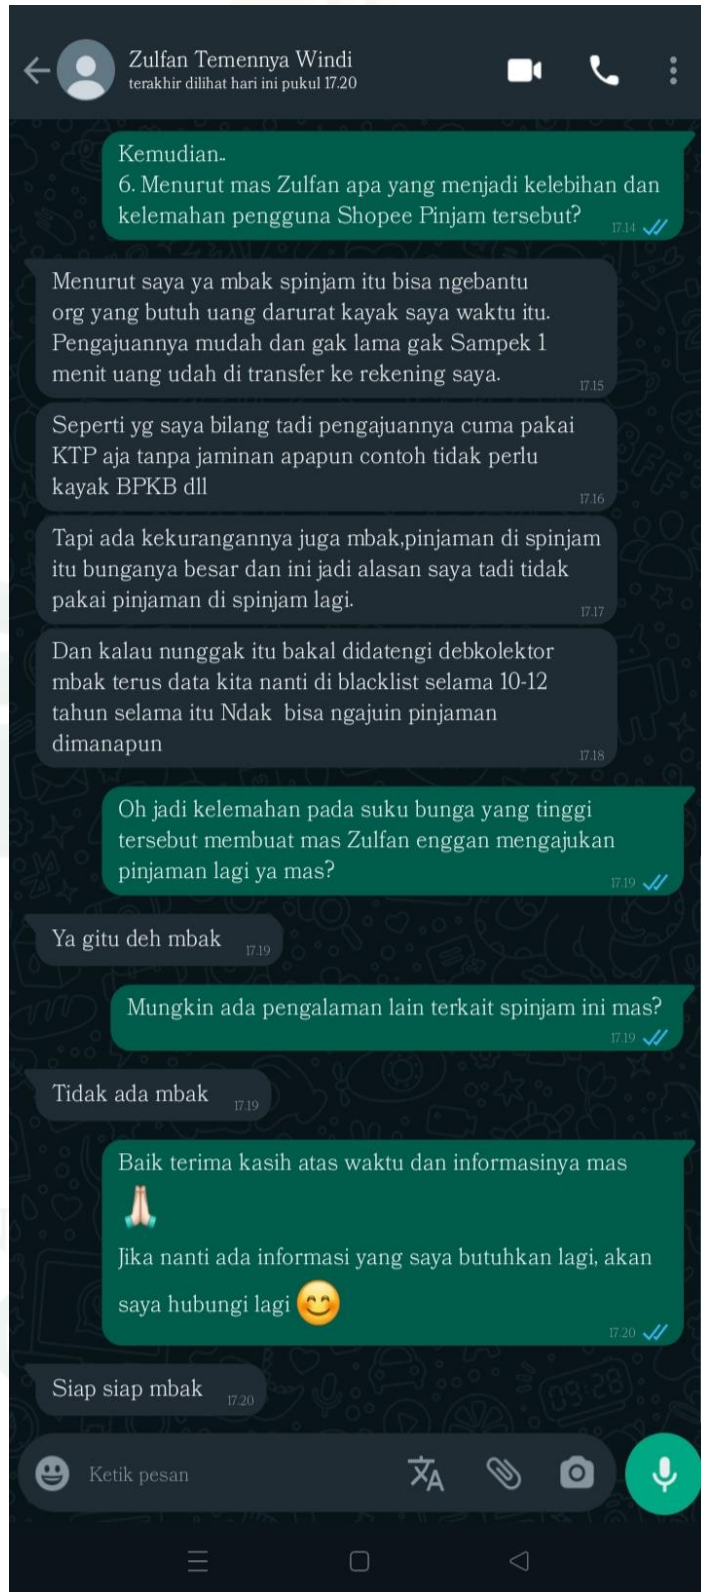 Zulfan Temennya Windi
terakhir dilihat hari ini pukul 17.20
Kemudian..
6. Menurut mas Zulfan apa yang menjadi kelebihan dan
kelemahan pengguna Shopee Pinjam tersebut?
17.14
Menurut saya ya mbak spinjam itu bisa ngebantu
org yang butuh uang darurat kayak saya waktu itu.
Pengajuannya mudah dan gak lama gak Sampek 1
menit uang udah di transfer ke rekening saya.
17.15
Seperti yg saya bilang tadi pengajuannya cuma pakai
KTP aja tanpa jaminan apapun contoh tidak perlu
kayak BPKB dll
17.16
Tapi ada kekurangannya juga mbak,pinjaman di spinjam
itu bunganya besar dan ini jadi alasan saya tadi tidak
pakai pinjaman di spinjam lagi.
17.17
Dan kalau nunggak itu bakal didatengi debkolektor
mbak terus data kita nanti di blacklist selama 10-12
tahun selama itu Ndak bisa ngajuin pinjaman
dimanapun
17.18
Oh jadi kelemahan pada suku bunga yang tinggi
tersebut membuat mas Zulfan enggan mengajukan
pinjaman lagi ya mas?
17.19
Ya gitu deh mbak
17.19
Mungkin ada pengalaman lain terkait spinjam ini mas?
17.19
Tidak ada mbak
17.19
Baik terima kasih atas waktu dan informasinya mas
🙏🏻
Jika nanti ada informasi yang saya butuhkan lagi, akan
saya hubungi lagi 😊
17.20
Siap siap mbak
17.20
Ketik pesan